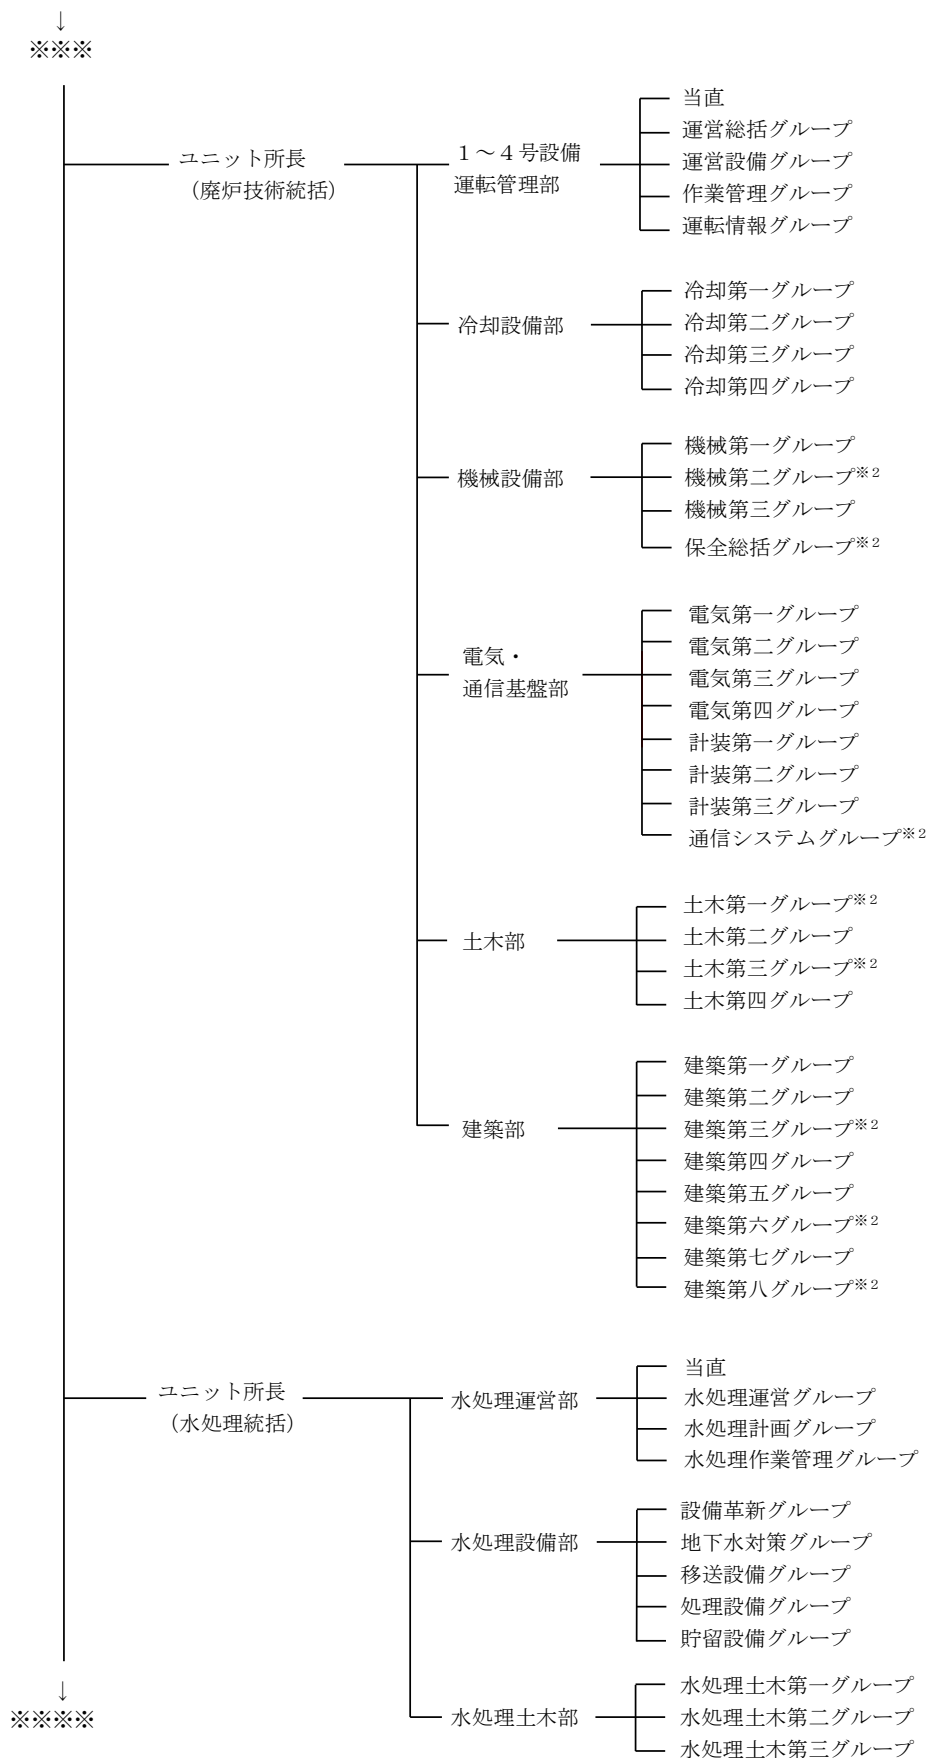 ↓
※※※
ユニット所長
（廃炉技術統括）
１～４号設備
運転管理部
当直
運営総括グループ
運営設備グループ
作業管理グループ
運転情報グループ
冷却設備部
冷却第一グループ
冷却第二グループ
冷却第三グループ
冷却第四グループ
機械設備部
機械第一グループ
機械第二グループ※２
機械第三グループ
保全総括グループ※２
電気・
通信基盤部
電気第一グループ
電気第二グループ
電気第三グループ
電気第四グループ
計装第一グループ
計装第二グループ
計装第三グループ
通信システムグループ※２
土木部
土木第一グループ※２
土木第二グループ
土木第三グループ※２
土木第四グループ
建築部
建築第一グループ
建築第二グループ
建築第三グループ※２
建築第四グループ
建築第五グループ
建築第六グループ※２
建築第七グループ
建築第八グループ※２
ユニット所長
（水処理統括）
水処理運営部
当直
水処理運営グループ
水処理計画グループ
水処理作業管理グループ
水処理設備部
設備革新グループ
地下水対策グループ
移送設備グループ
処理設備グループ
貯留設備グループ
水処理土木部
水処理土木第一グループ
水処理土木第二グループ
水処理土木第三グループ
↓
※※※※